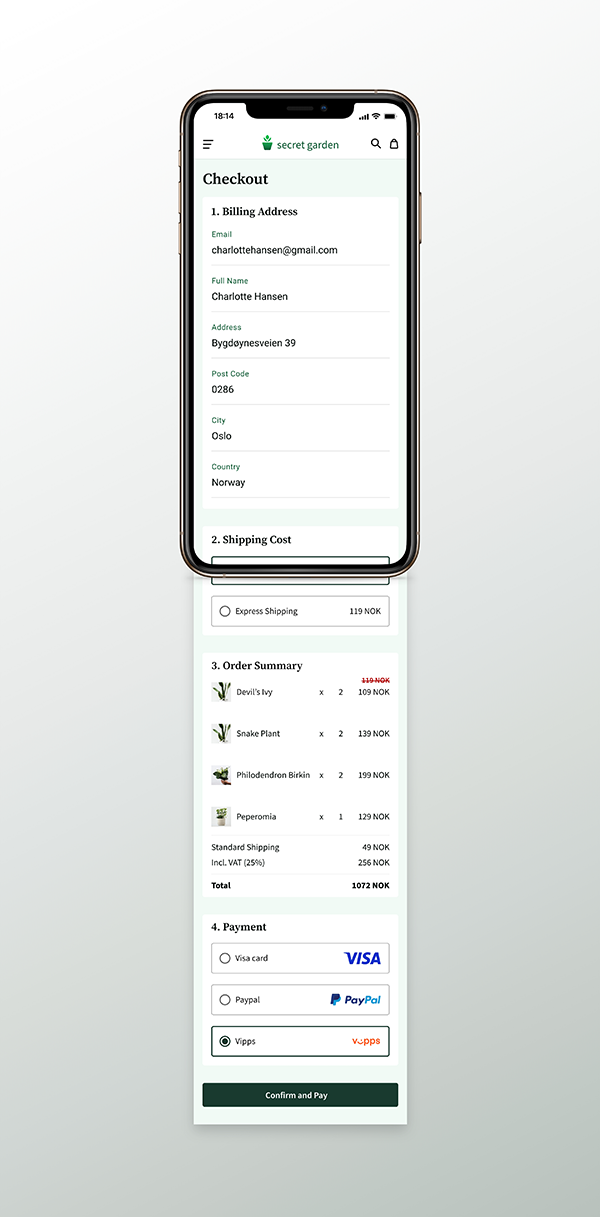 18:14
secret garden
Checkout
1. Billing Address
Email
charlottehansen@gmail.com
Full Name
Charlotte Hansen
Address
Bygdøynesveien 39
Post Code
0286
City
Oslo
Country
Norway
2. Shipping Cost
Express Shipping 119 NOK
3. Order Summary
119 NOK
Devil's Ivy x 2 109 NOK
Snake Plant x 2 139 NOK
Philodendron Birkin x 2 199 NOK
Peperomia x 1 129 NOK
Standard Shipping 49 NOK
Incl. VAT (25%) 256 NOK
Total 1072 NOK
4. Payment
Visa card VISA
Paypal PayPal
Vipps vipps
Confirm and Pay